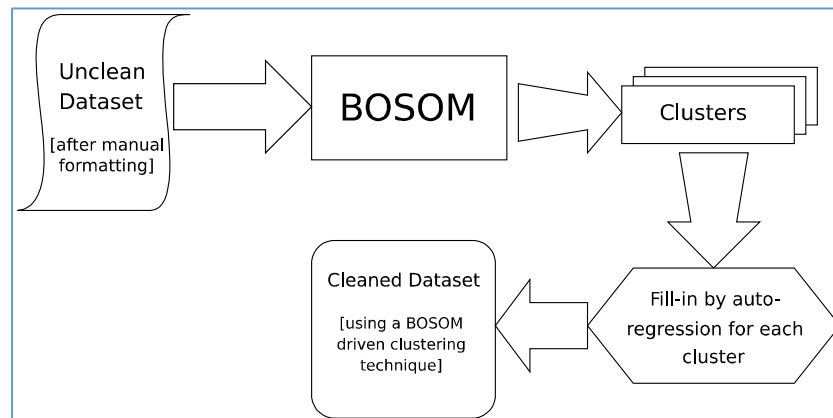 Unclean
Dataset
[after manual
formatting]
BOSOM
Clusters
Fill-in by auto-
regression for each
cluster
Cleaned Dataset
[using a BOSOM
driven clustering
technique]